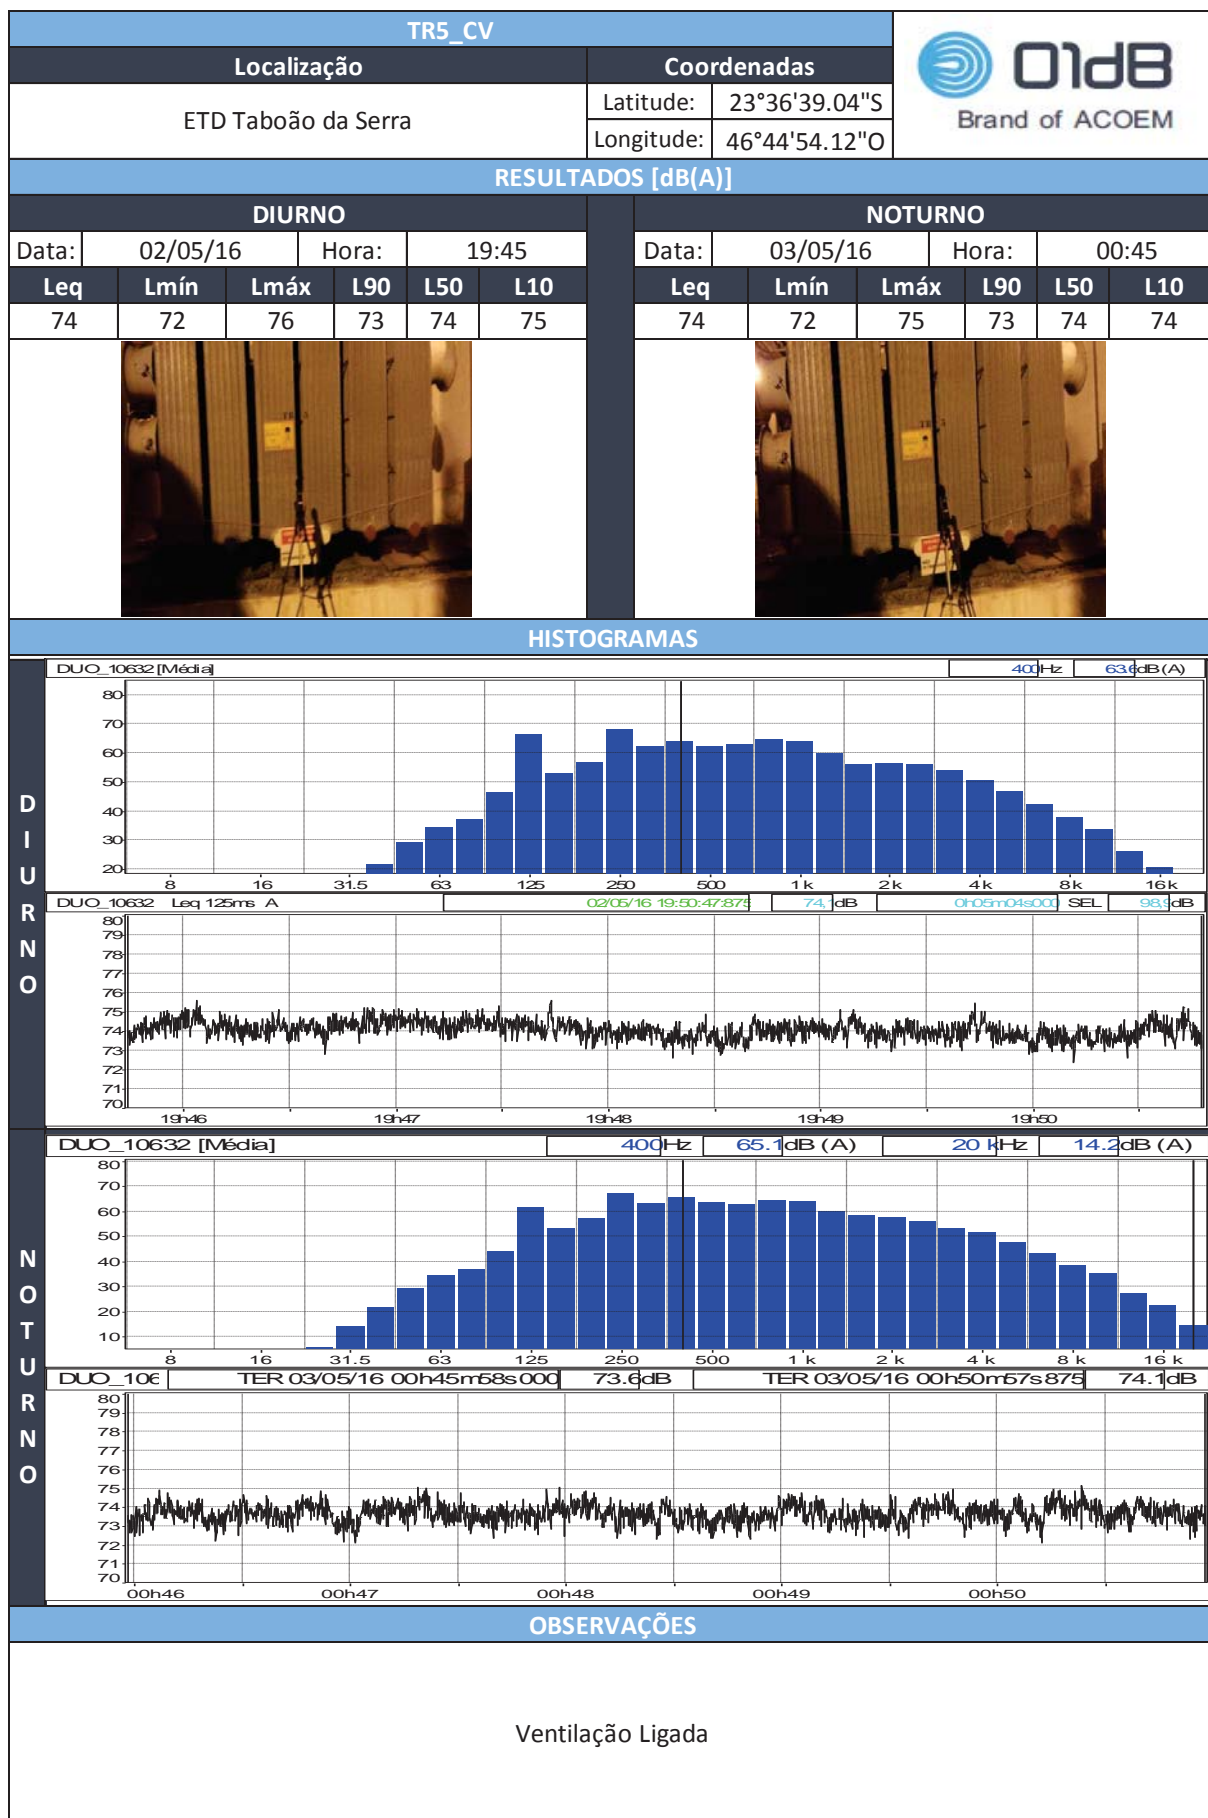 TR5_CV
01dB
Brand of ACOEM
Localização Coordenadas
ETD Taboão da Serra
Latitude: 23°36'39.04"S
Longitude: 46°44'54.12"O
RESULTADOS [dB(A)]
DIURNO NOTURNO
Data: 02/05/16 Hora: 19:45 Data: 03/05/16 Hora: 00:45
Leq Lmín Lmáx L90 L50 L10 Leq Lmín Lmáx L90 L50 L10
74 72 76 73 74 75 74 72 75 73 74 74
HISTOGRAMAS
DIURNO
DUO_10632 [Média] 400Hz 63.6dB (A)
80
70
60
50
40
30
20
8 16 31.5 63 125 250 500 1 k 2 k 4 k 8 k 16 k
DUO_10632 Leq 125ms A 02/05/16 19:50:47:875 74,1dB 0h05m04s000 SEL 98,9dB
80
79
78
77
76
75
74
73
72
71
70
19h46 19h47 19h48 19h49 19h50
NOTURNO
DUO_10632 [Média] 400Hz 65.1dB (A) 20 kHz 14.2dB (A)
80
70
60
50
40
30
20
10
8 16 31.5 63 125 250 500 1 k 2 k 4 k 8 k 16 k
DUO_106 TER 03/05/16 00h45m58s000 73.6dB TER 03/05/16 00h50m57s875 74.1dB
80
79
78
77
76
75
74
73
72
71
70
00h46 00h47 00h48 00h49 00h50
OBSERVAÇÕES
Ventilação Ligada